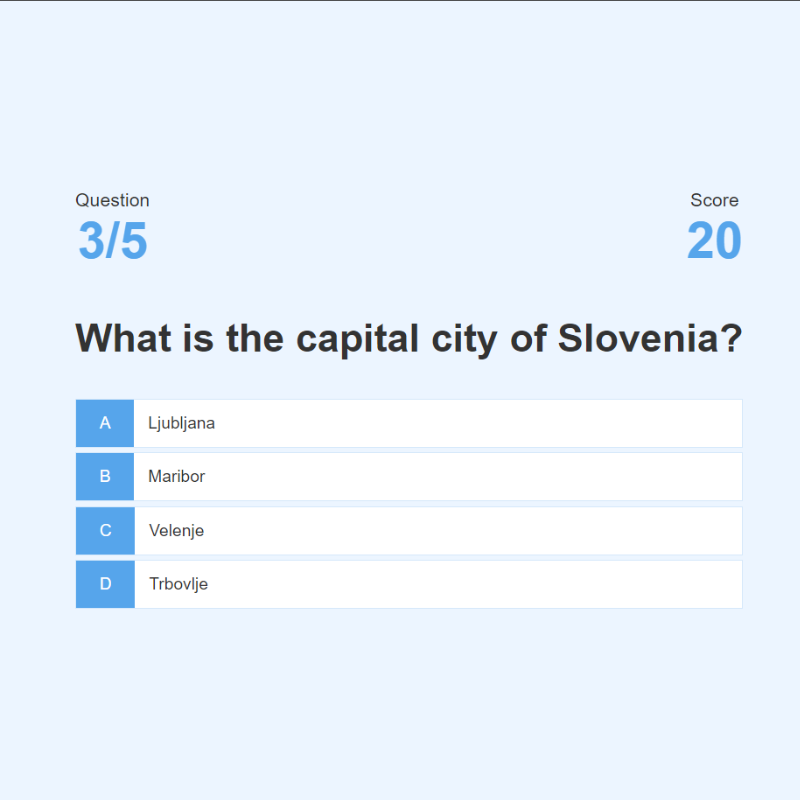 Question
Score
3/5
20
What is the capital city of Slovenia?
A Ljubljana
B Maribor
C Velenje
D Trbovlje